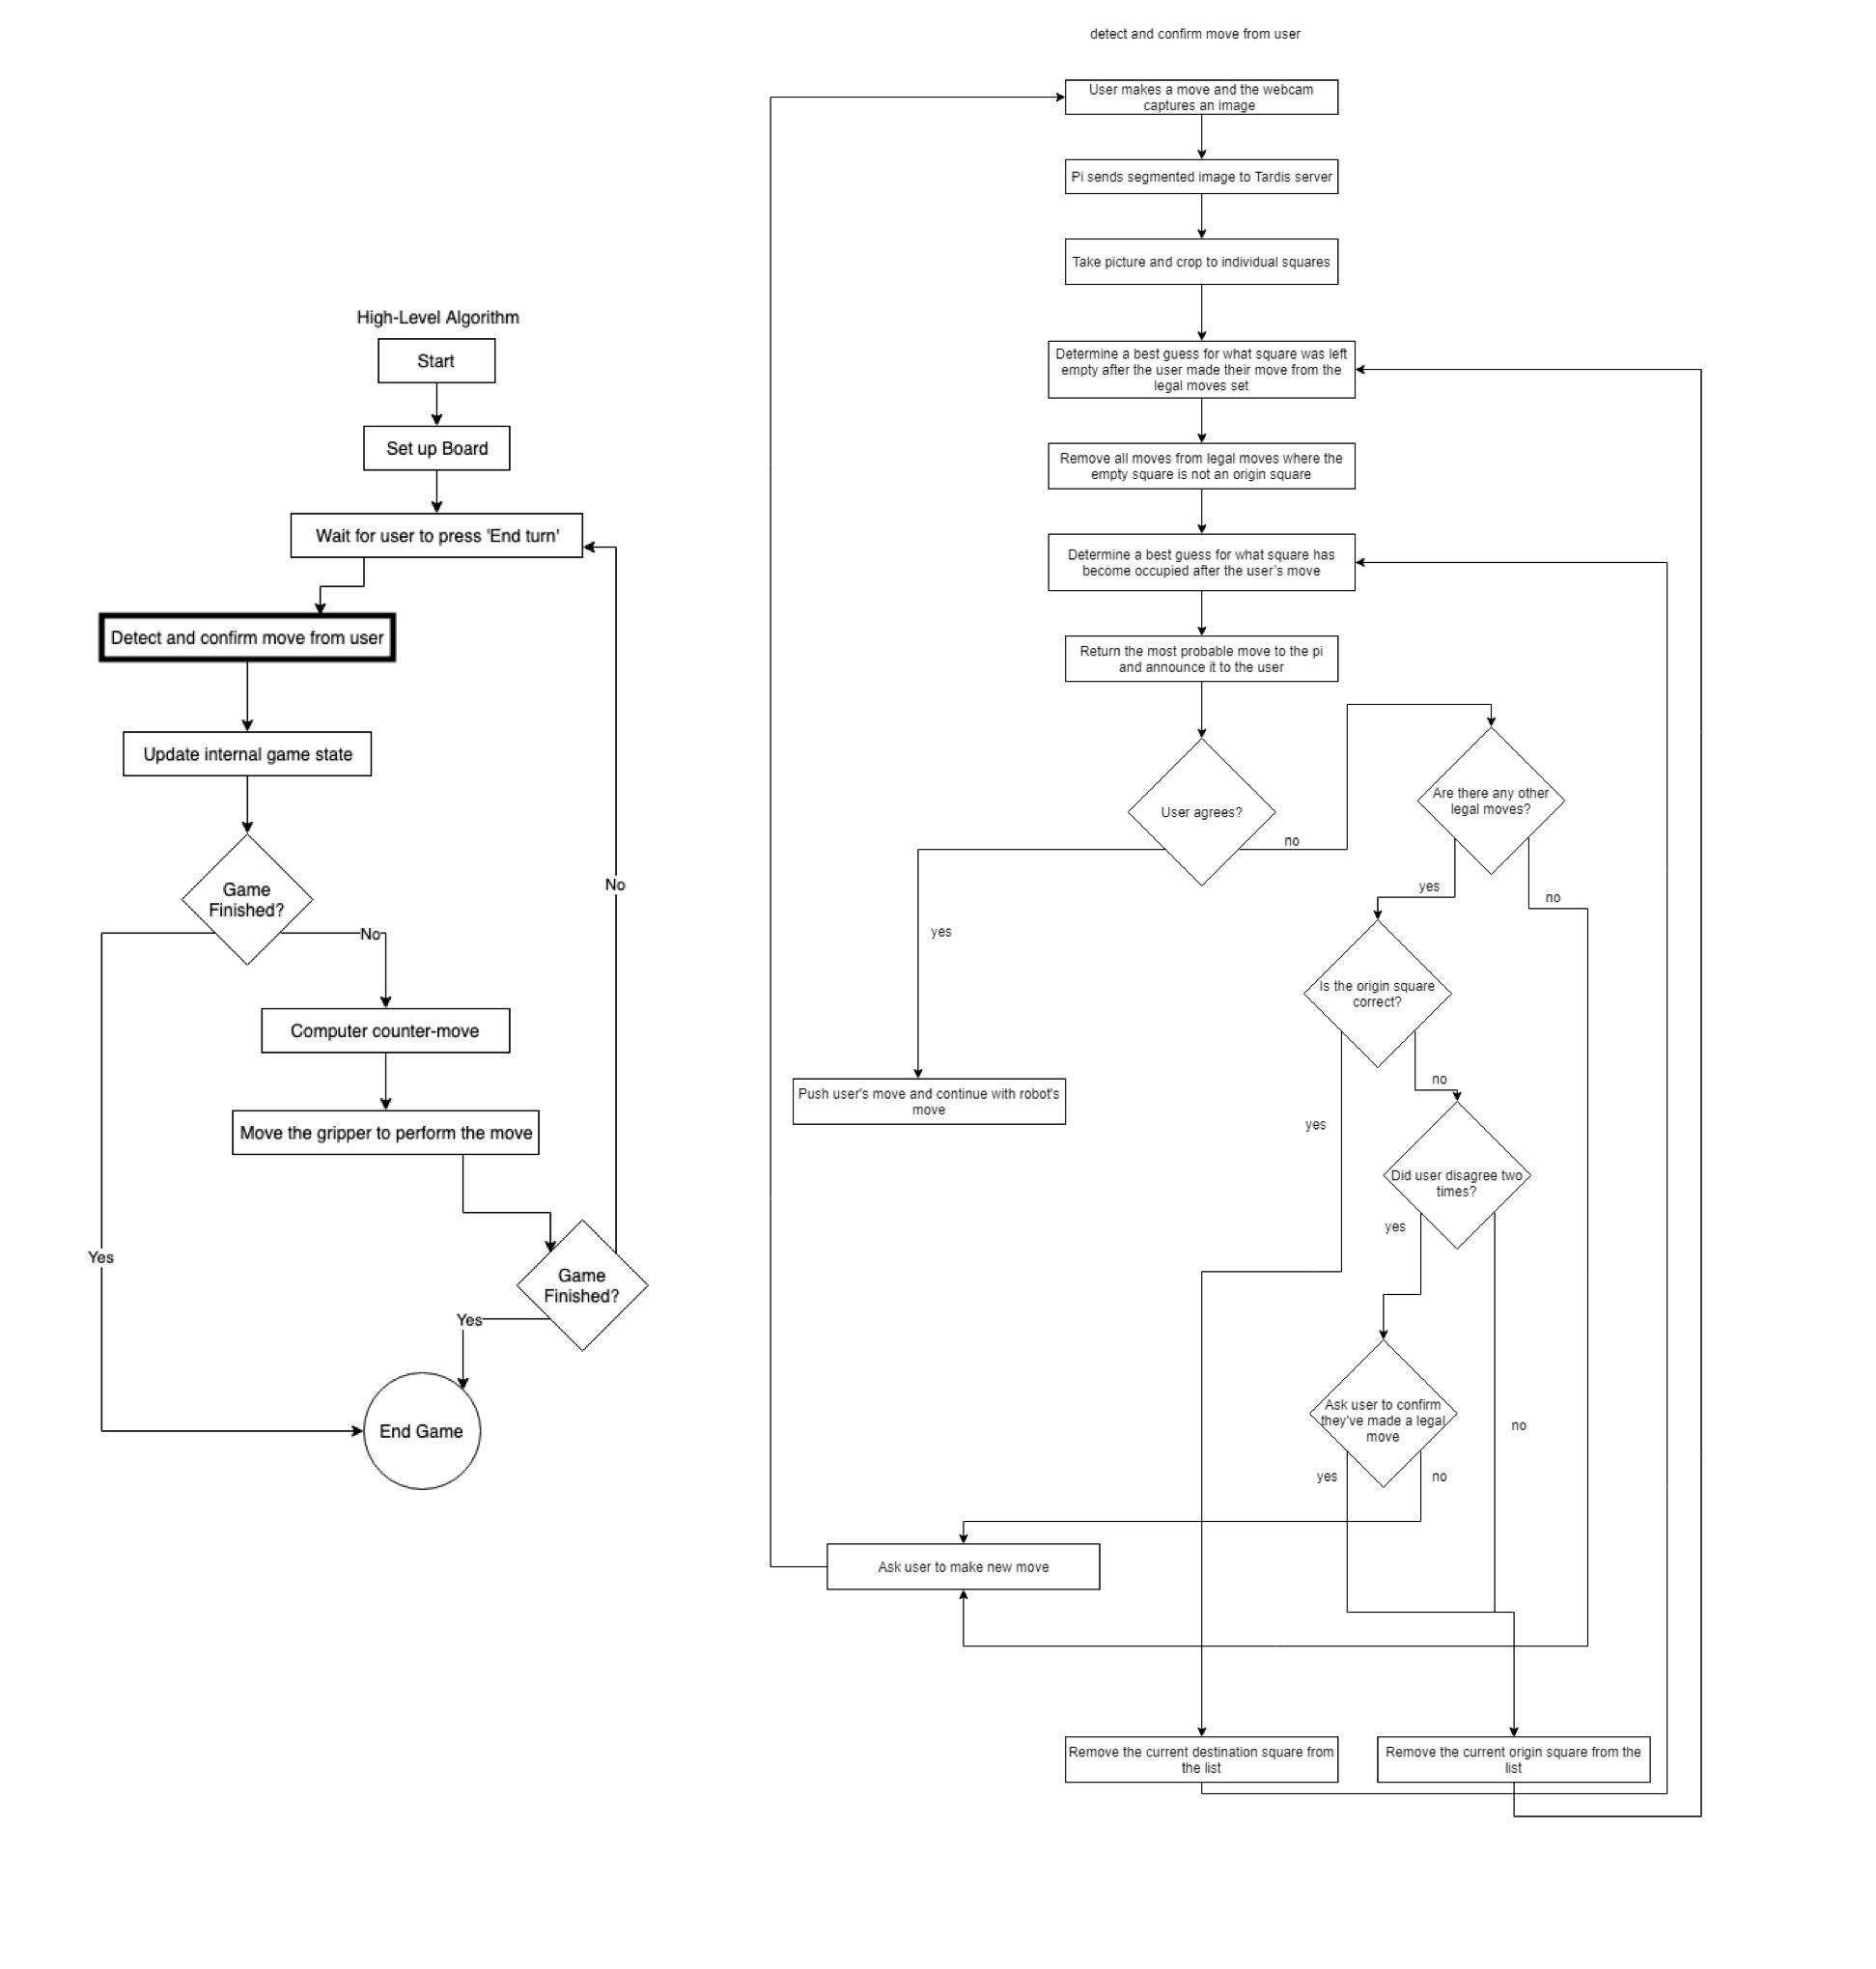 High-Level Algorithm
Start
Set up Board
Wait for user to press 'End turn'
Detect and confirm move from user
Update internal game state
Game
Finished?
No
Computer counter-move
Move the gripper to perform the move
No
Game
Finished?
Yes
Yes
End Game
detect and confirm move from user
User makes a move and the webcam
captures an image
Pi sends segmented image to Tardis server
Take picture and crop to individual squares
Determine a best guess for what square was left
empty after the user made their move from the
legal moves set
Remove all moves from legal moves where the
empty square is not an origin square
Determine a best guess for what square has
become occupied after the user's move
Return the most probable move to the pi
and announce it to the user
User agrees?
no
Are there any other
legal moves?
yes
no
yes
Is the origin square
correct?
no
Push user's move and continue with robot's
move
yes
Did user disagree two
times?
yes
Ask user to confirm
they've made a legal
move
no
yes
no
Ask user to make new move
Remove the current destination square from
the list
Remove the current origin square from the
list